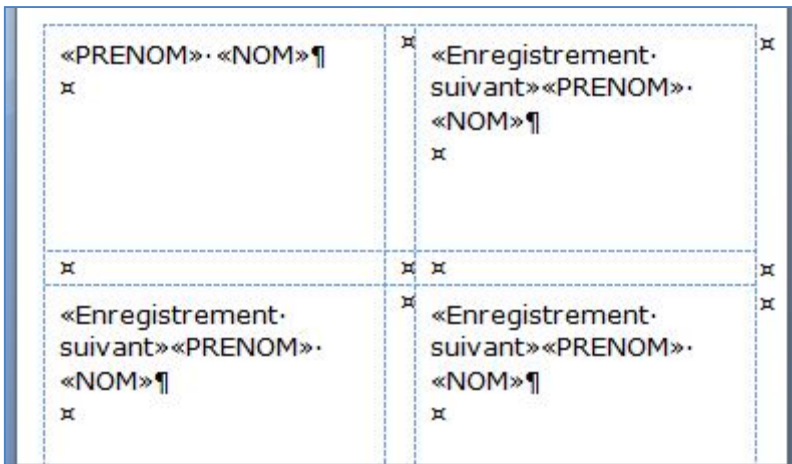 «PRENOM»·«NOM»¶
¤
¤
«Enregistrement·
suivant»«PRENOM»·
«NOM»¶
¤
¤
¤
¤
¤
¤
«Enregistrement·
suivant»«PRENOM»·
«NOM»¶
¤
¤
«Enregistrement·
suivant»«PRENOM»·
«NOM»¶
¤
¤